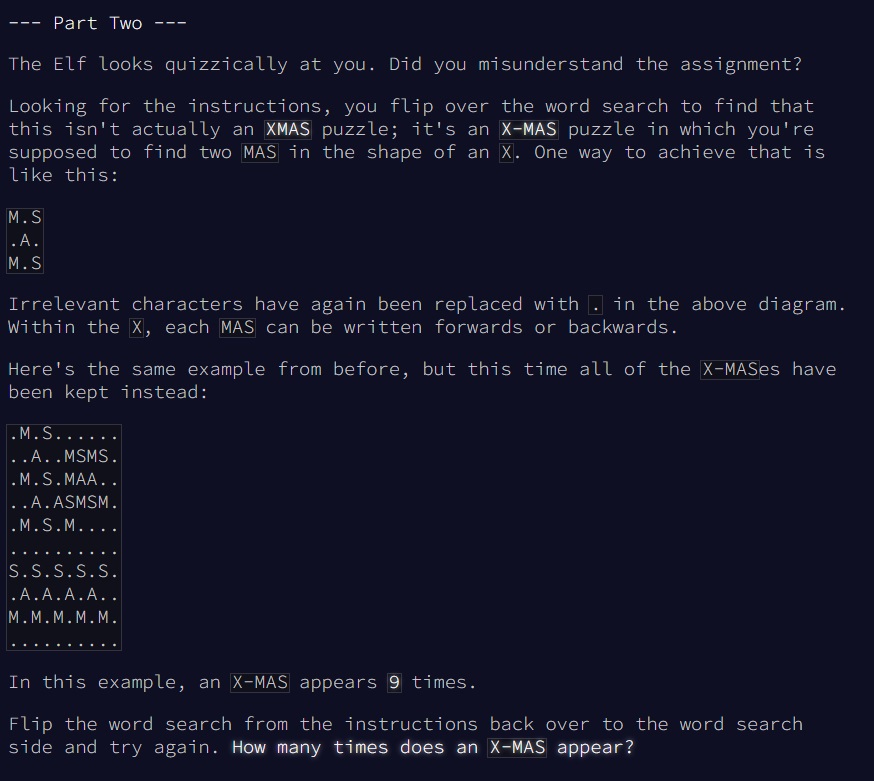 --- Part Two ---
The Elf looks quizzically at you. Did you misunderstand the assignment?
Looking for the instructions, you flip over the word search to find that
this isn't actually an XMAS puzzle; it's an X-MAS puzzle in which you're
supposed to find two MAS in the shape of an X. One way to achieve that is
like this:
M.S
.A.
M.S
Irrelevant characters have again been replaced with . in the above diagram.
Within the X, each MAS can be written forwards or backwards.
Here's the same example from before, but this time all of the X-MASes have
been kept instead:
.M.S......
..A..MSMS.
.M.S.MAA..
..A.ASMSM.
.M.S.M....
..........
S.S.S.S.S.
.A.A.A.A..
M.M.M.M.M.
..........
In this example, an X-MAS appears 9 times.
Flip the word search from the instructions back over to the word search
side and try again. How many times does an X-MAS appear?